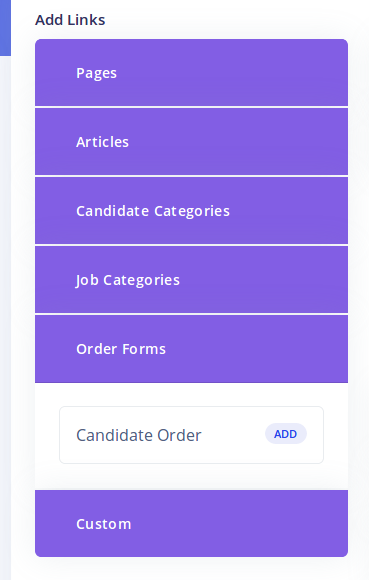 Add Links
Pages
Articles
Candidate Categories
Job Categories
Order Forms
Candidate Order ADD
Custom